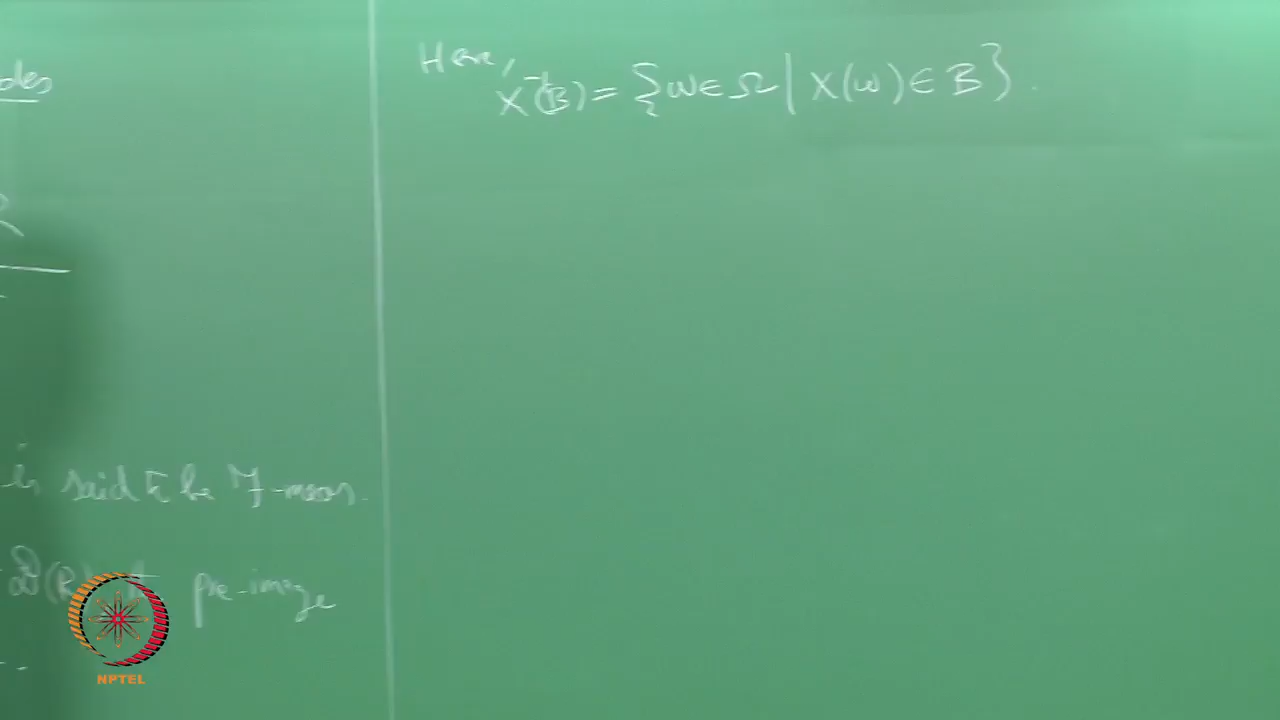 Here,
X⁻¹(B) = {ω ∈ Ω | X(ω) ∈ B}.
is said to be ℱ-meas.
ℬ(R) pre-image
NPTEL